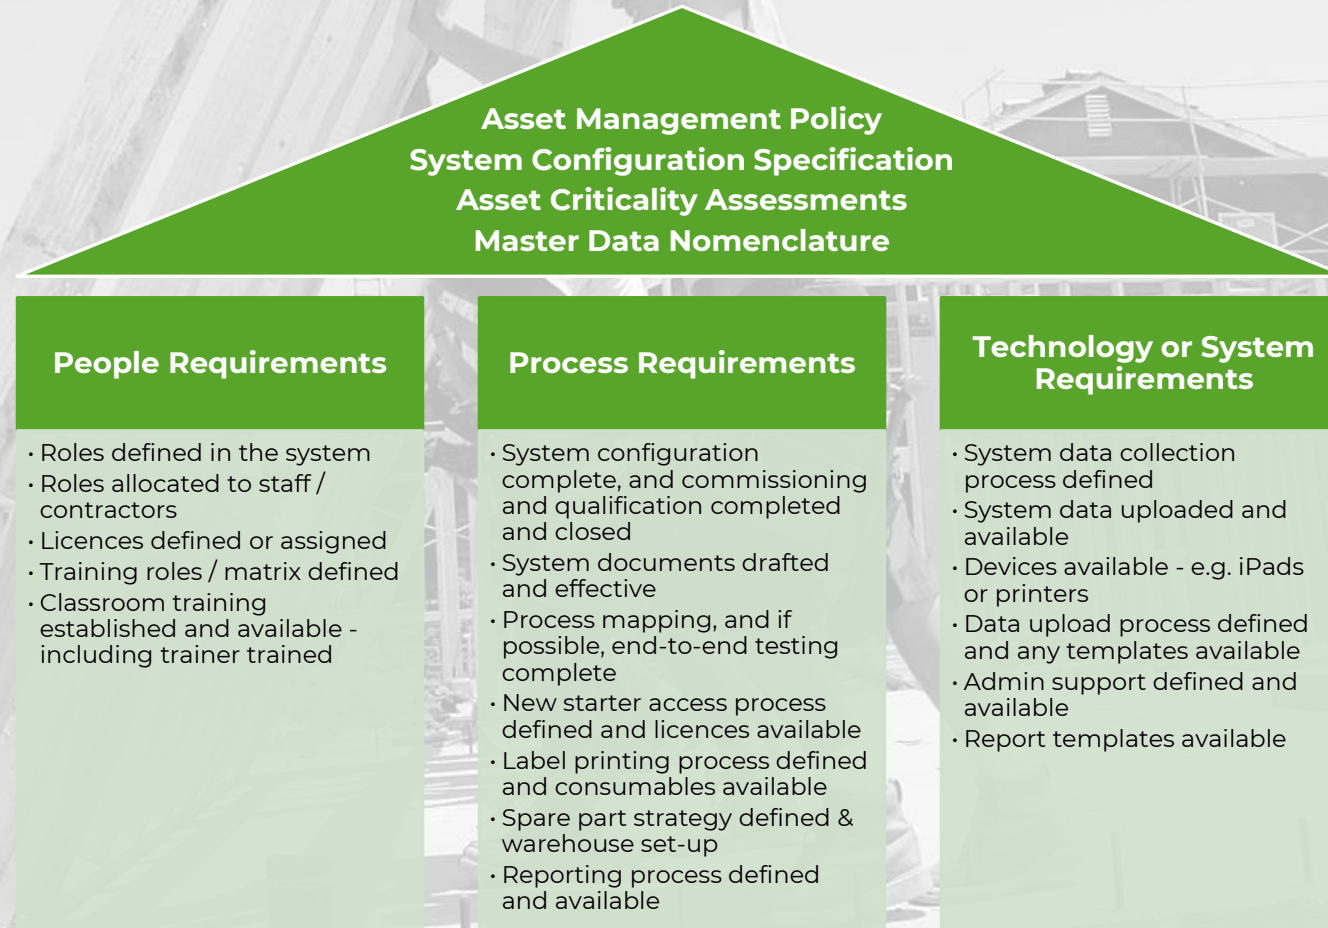 Asset Management Policy
System Configuration Specification
Asset Criticality Assessments
Master Data Nomenclature
People Requirements
· Roles defined in the system
· Roles allocated to staff /
contractors
· Licences defined or assigned
· Training roles / matrix defined
· Classroom training
established and available -
including trainer trained
Process Requirements
· System configuration
complete, and commissioning
and qualification completed
and closed
· System documents drafted
and effective
· Process mapping, and if
possible, end-to-end testing
complete
· New starter access process
defined and licences available
· Label printing process defined
and consumables available
· Spare part strategy defined &
warehouse set-up
· Reporting process defined
and available
Technology or System
Requirements
· System data collection
process defined
· System data uploaded and
available
· Devices available - e.g. iPads
or printers
· Data upload process defined
and any templates available
· Admin support defined and
available
· Report templates available